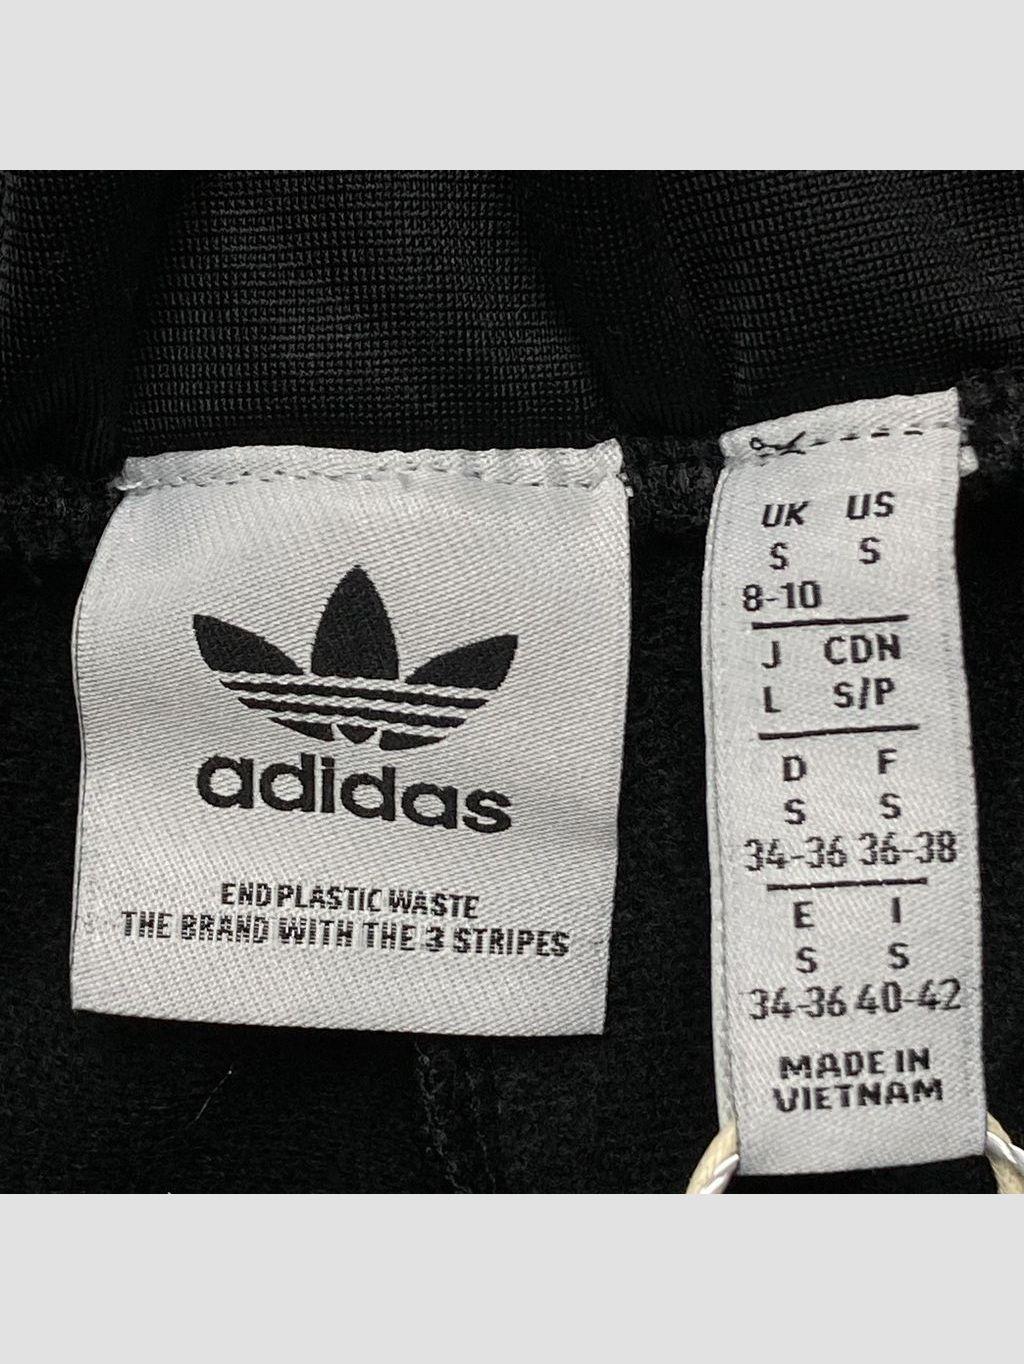 adidas
END PLASTIC WASTE
THE BRAND WITH THE 3 STRIPES
UK US
S S
8-10
J CDN
L S/P
D F
S S
34-36 36-38
E I
S S
34-36 40-42
MADE IN
VIETNAM